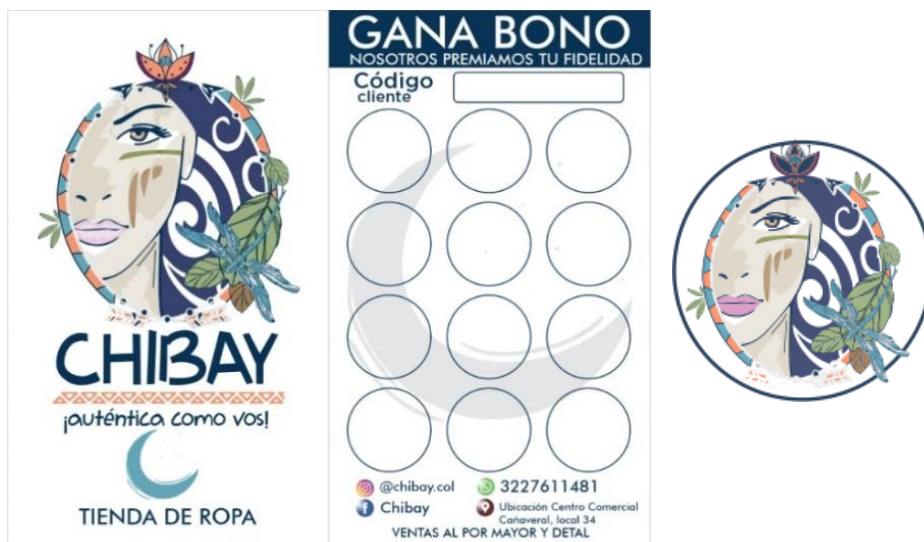 CHIBAY
¡auténtica como vos!
TIENDA DE ROPA
GANA BONO
NOSOTROS PREMIAMOS TU FIDELIDAD
Código
cliente
@chibay.col
3227611481
Chibay
Ubicación Centro Comercial
Cañaveral, local 34
VENTAS AL POR MAYOR Y DETAL